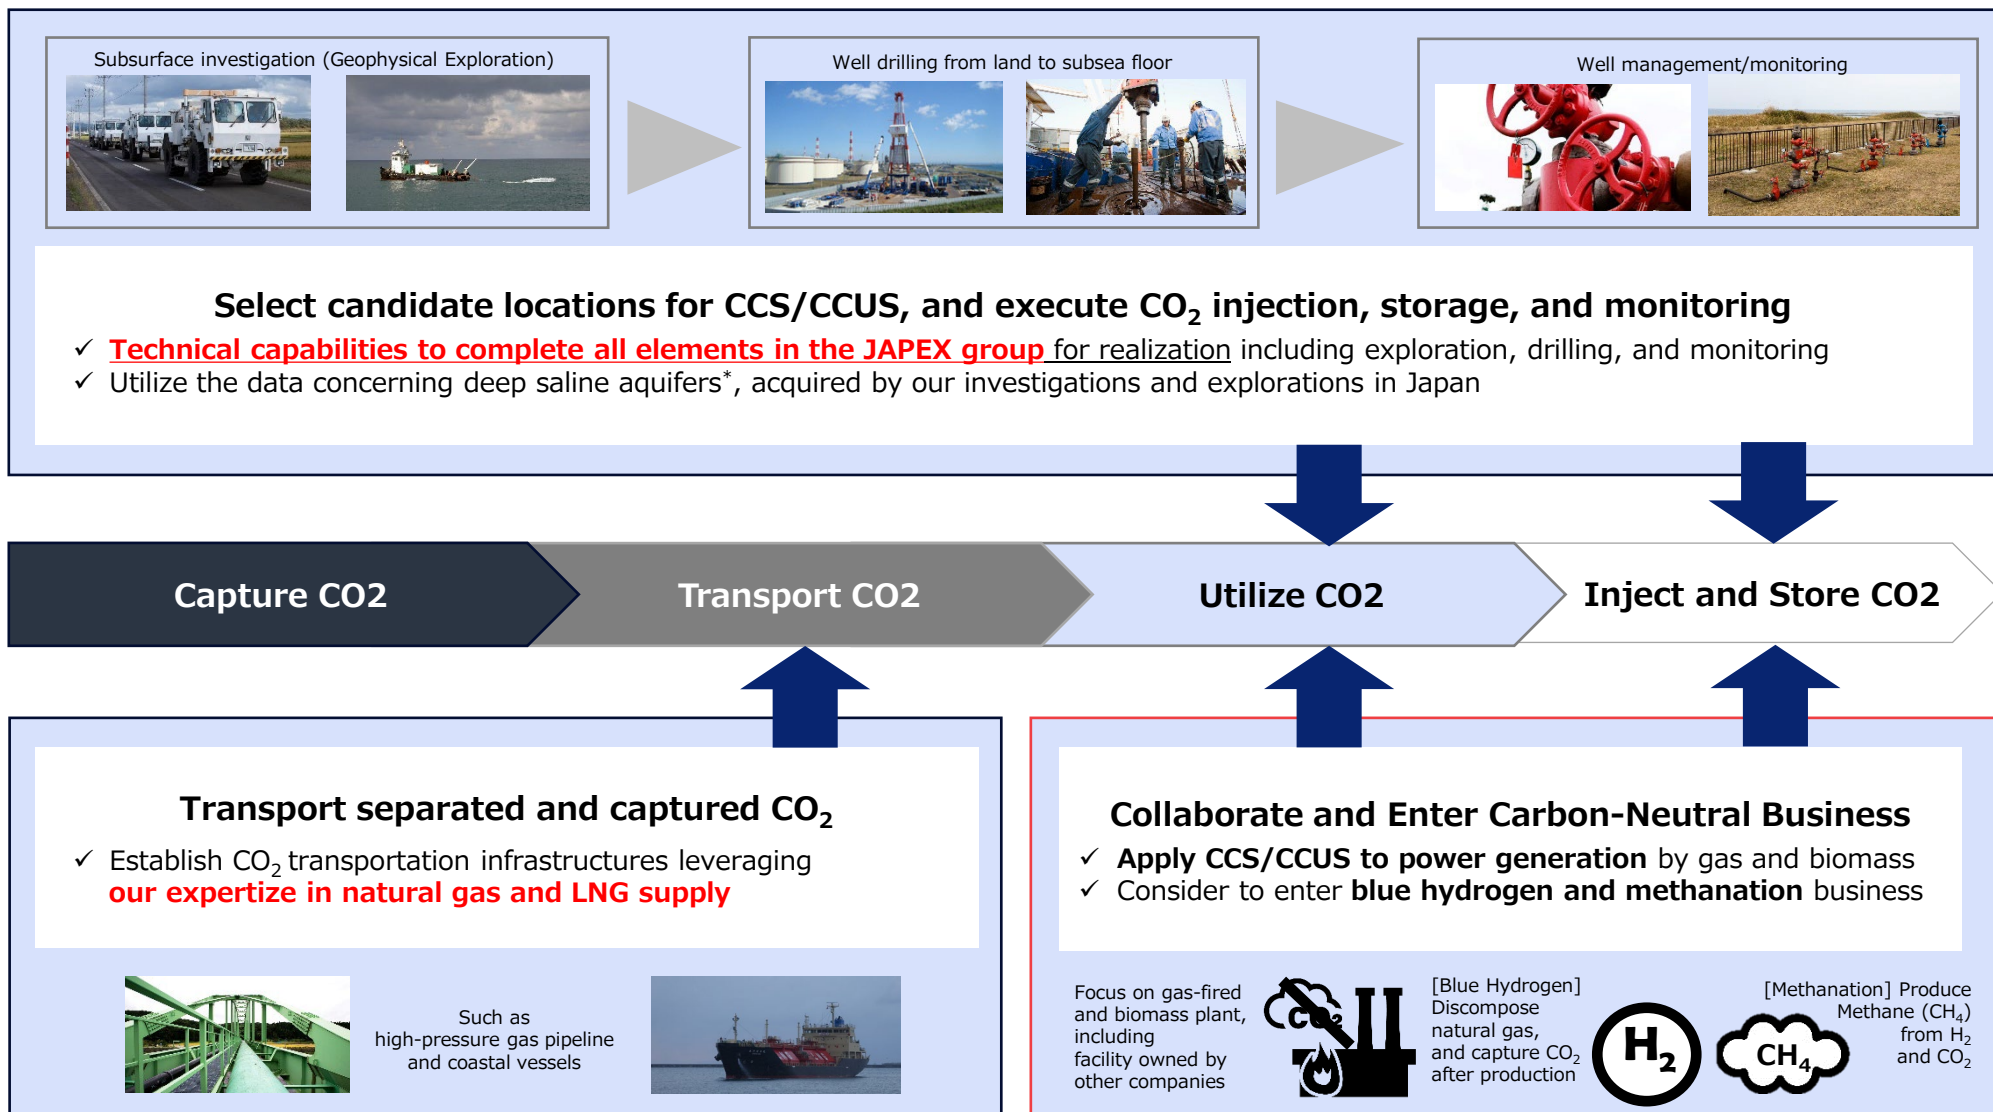 Subsurface investigation (Geophysical Exploration)
Well drilling from land to subsea floor
Well management/monitoring
Select candidate locations for CCS/CCUS, and execute CO₂ injection, storage, and monitoring
✓ Technical capabilities to complete all elements in the JAPEX group for realization including exploration, drilling, and monitoring
✓ Utilize the data concerning deep saline aquifers*, acquired by our investigations and explorations in Japan
Capture CO2
Transport CO2
Utilize CO2
Inject and Store CO2
Transport separated and captured CO₂
✓ Establish CO₂ transportation infrastructures leveraging
our expertize in natural gas and LNG supply
Such as
high-pressure gas pipeline
and coastal vessels
Collaborate and Enter Carbon-Neutral Business
✓ Apply CCS/CCUS to power generation by gas and biomass
✓ Consider to enter blue hydrogen and methanation business
Focus on gas-fired
and biomass plant,
including
facility owned by
other companies
CO₂
[Blue Hydrogen]
Discompose
natural gas,
and capture CO₂
after production
H₂
CH₄
[Methanation] Produce
Methane (CH₄)
from H₂
and CO₂